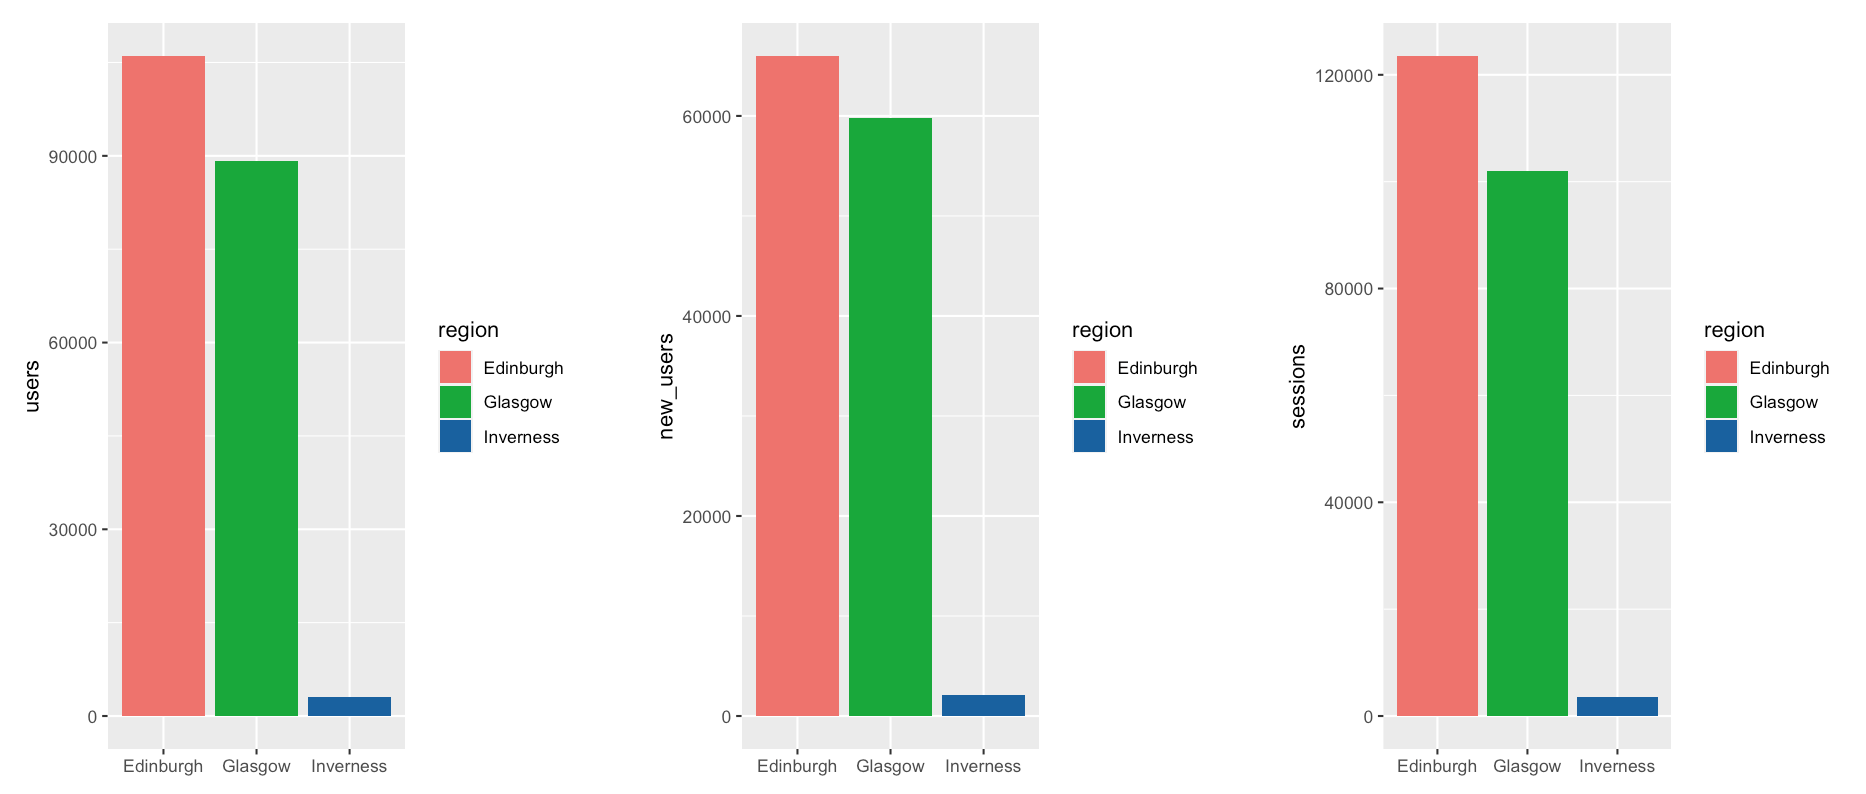 users
90000
60000
30000
0
Edinburgh Glasgow Inverness
region
Edinburgh
Glasgow
Inverness
new_users
60000
40000
20000
0
Edinburgh Glasgow Inverness
region
Edinburgh
Glasgow
Inverness
sessions
120000
80000
40000
0
Edinburgh Glasgow Inverness
region
Edinburgh
Glasgow
Inverness